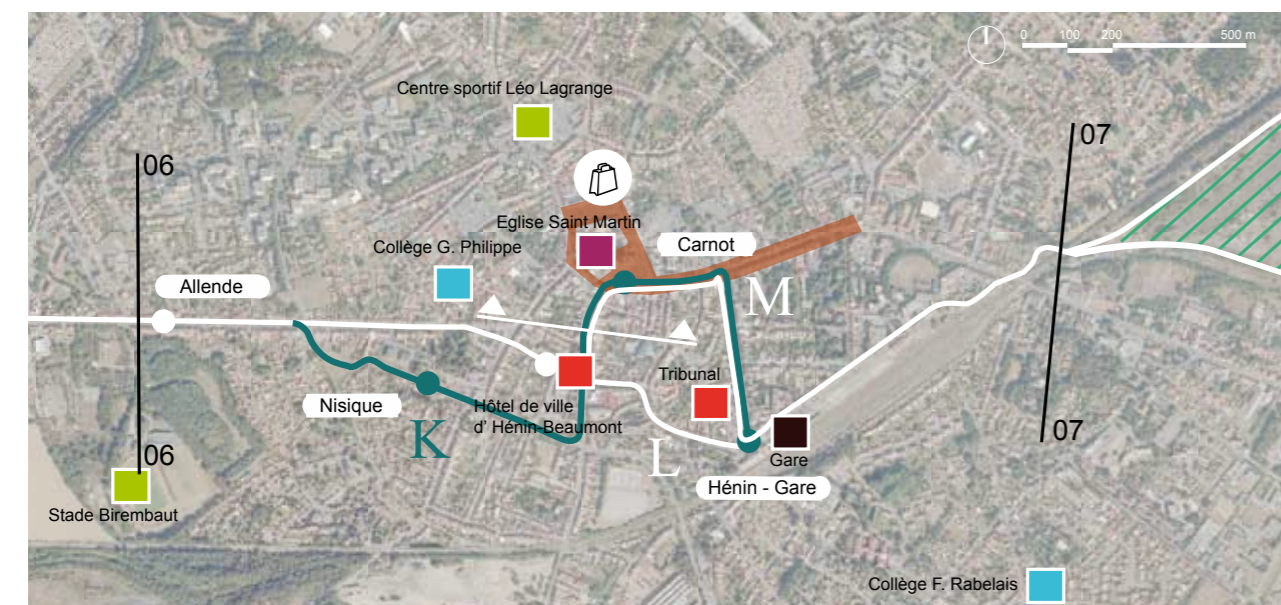 0 100 200 500 m
Centre sportif Léo Lagrange
06
07
Eglise Saint Martin
Collège G. Philippe
Carnot
Allende
M
Tribunal
Nisique
Hôtel de ville
d' Hénin-Beaumont
K
L
07
06
Gare
Hénin - Gare
Stade Birembaut
Collège F. Rabelais